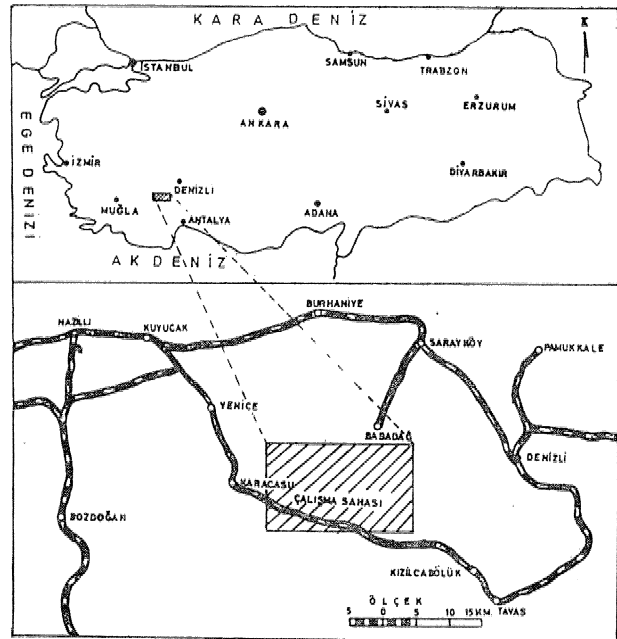 KARA DENİZ
K
İSTANBUL
SAMSUN
TRABZON
SİVAS
ERZURUM
ANKARA
EGE DENİZİ
İZMİR
DİYARBAKIR
DENİZLİ
MUĞLA
ADANA
ANTALYA
AKDENİZ
BURHANİYE
NAZİLLİ
KUYUCAK
SARAYKÖY
PAMUKKALE
YENİCE
BABADAĞ
DENİZLİ
KARACASU
ÇALIŞMA SAHASI
BOZDOĞAN
KIZILCABÖLÜK
ÖLÇEK
5 0 5 10 15 KM.
TAVAS